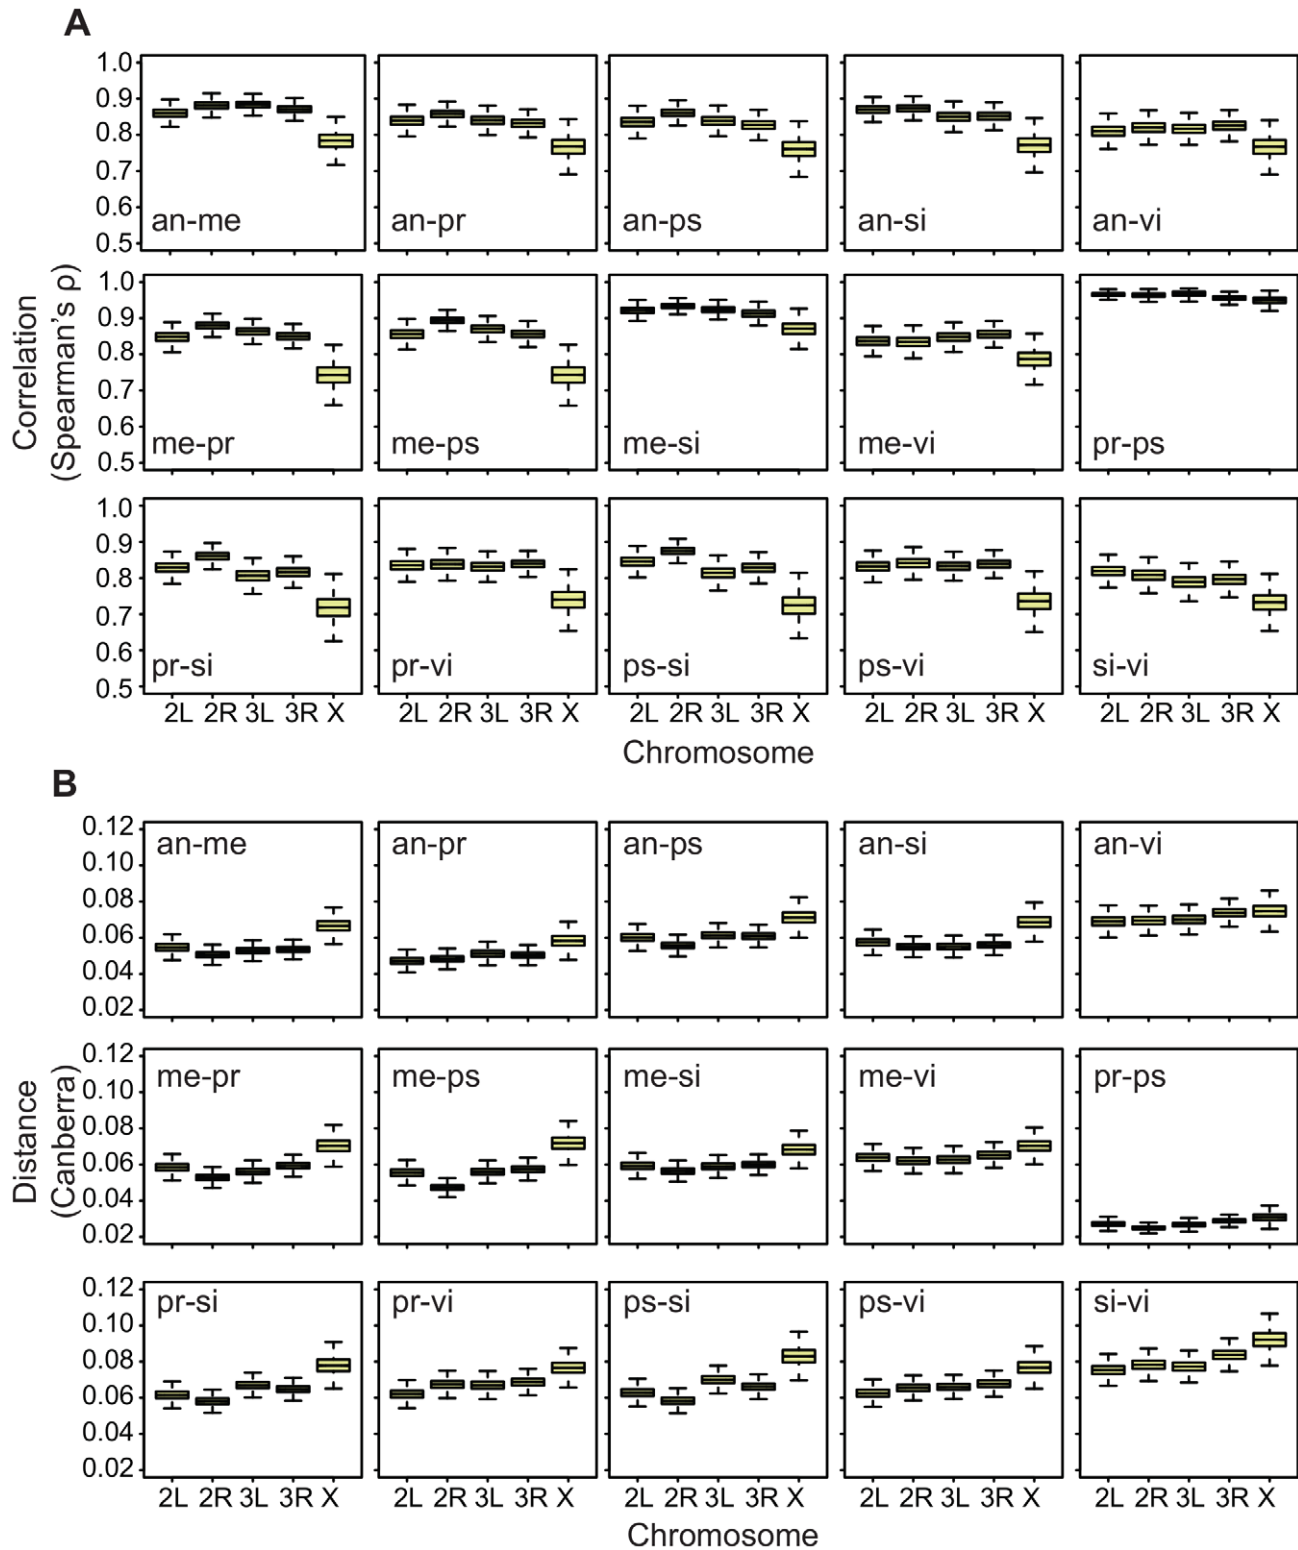 A
1.0
0.9
0.8
0.7
0.6
0.5
an-me
an-pr
an-ps
an-si
an-vi
Correlation
(Spearman's ρ)
1.0
0.9
0.8
0.7
0.6
0.5
me-pr
me-ps
me-si
me-vi
pr-ps
1.0
0.9
0.8
0.7
0.6
0.5
pr-si
pr-vi
ps-si
ps-vi
si-vi
2L 2R 3L 3R X
2L 2R 3L 3R X
2L 2R 3L 3R X
2L 2R 3L 3R X
2L 2R 3L 3R X
Chromosome
B
0.12
0.10
0.08
0.06
0.04
0.02
an-me
an-pr
an-ps
an-si
an-vi
Distance
(Canberra)
0.12
0.10
0.08
0.06
0.04
0.02
me-pr
me-ps
me-si
me-vi
pr-ps
0.12
0.10
0.08
0.06
0.04
0.02
pr-si
pr-vi
ps-si
ps-vi
si-vi
2L 2R 3L 3R X
2L 2R 3L 3R X
2L 2R 3L 3R X
2L 2R 3L 3R X
2L 2R 3L 3R X
Chromosome